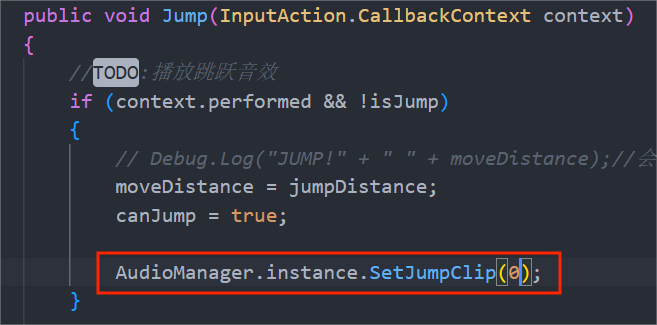 public void Jump(InputAction.CallbackContext context)
{
//TODO:播放跳跃音效
if (context.performed && !isJump)
{
// Debug.Log("JUMP!" + " " + moveDistance);//会
moveDistance = jumpDistance;
canJump = true;
AudioManager.instance.SetJumpClip(0);
}